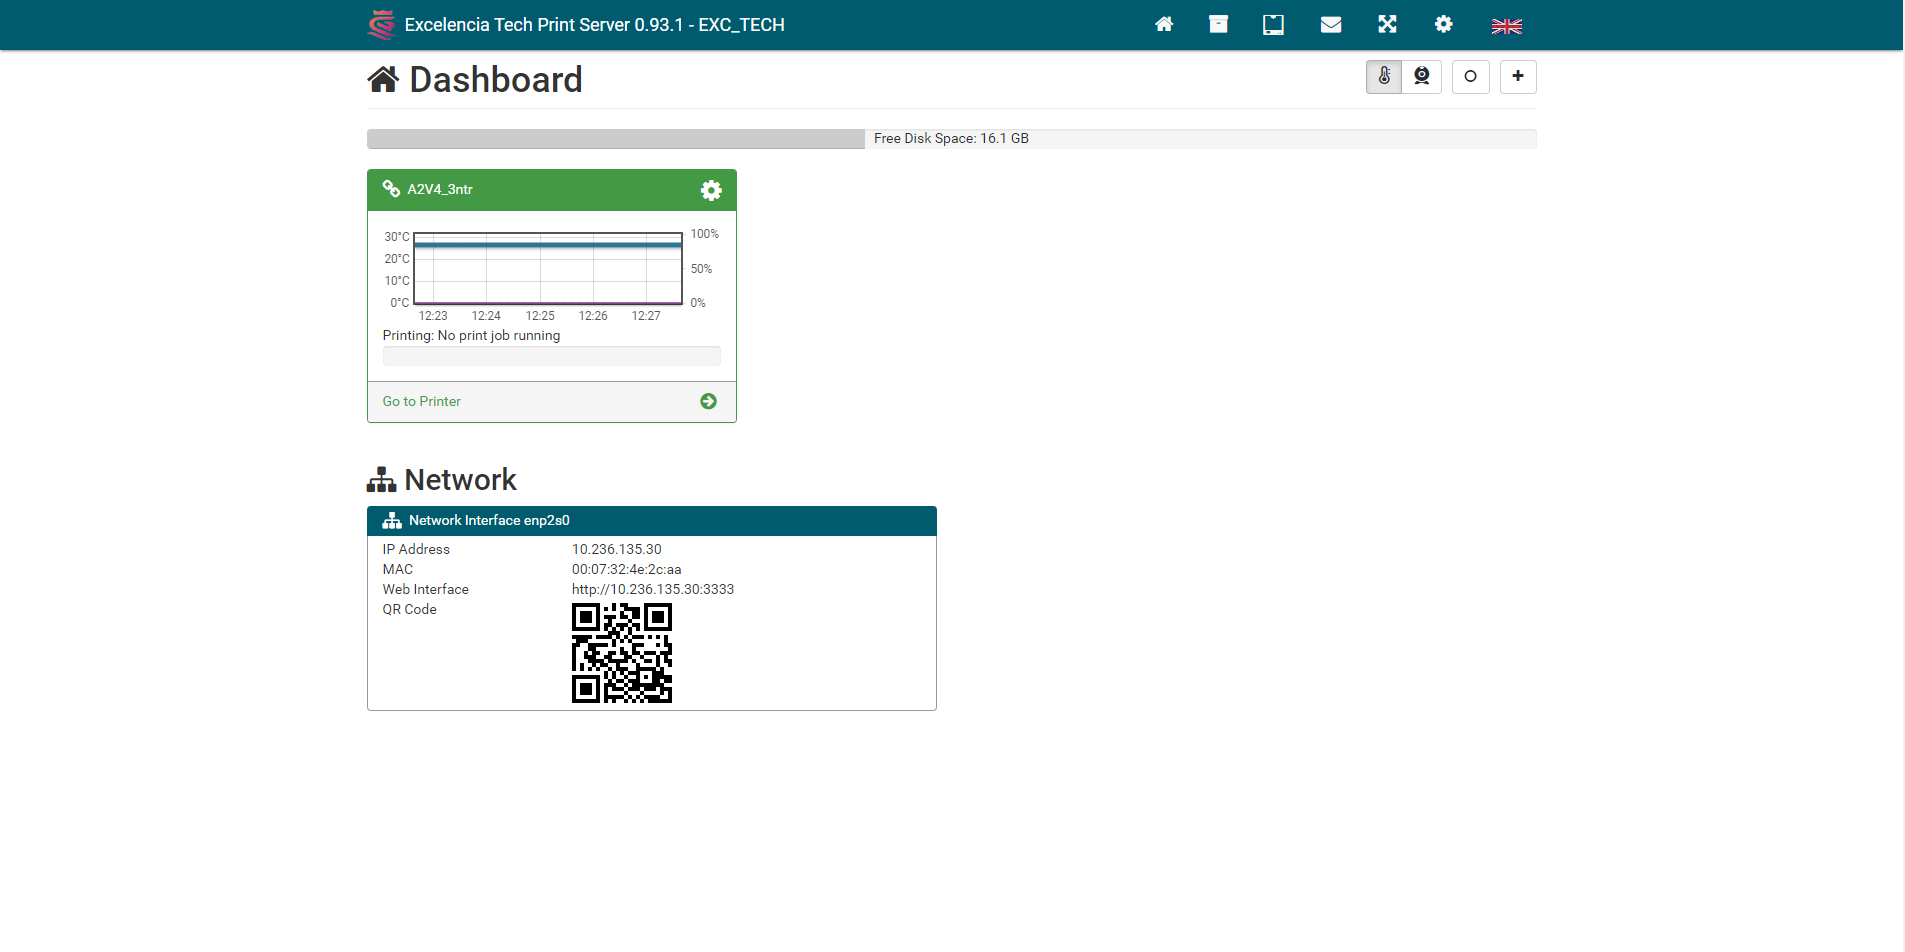 Excelencia Tech Print Server 0.93.1 - EXC_TECH
Dashboard
Free Disk Space: 16.1 GB
A2V4_3ntr
30°C
20°C
10°C
0°C
100%
50%
0%
12:23 12:24 12:25 12:26 12:27
Printing: No print job running
Go to Printer
Network
Network Interface enp2s0
IP Address 10.236.135.30
MAC 00:07:32:4e:2c:aa
Web Interface http://10.236.135.30:3333
QR Code